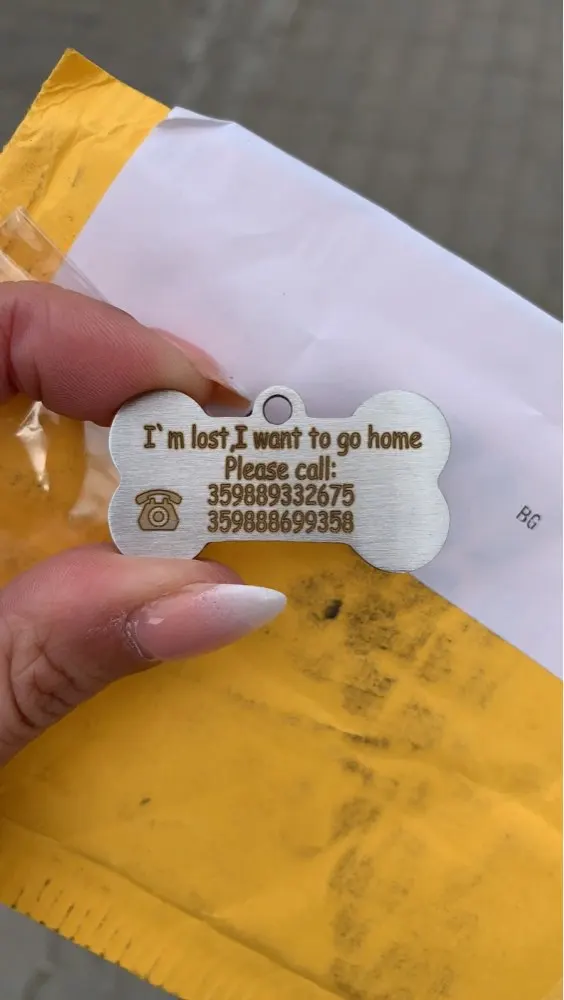 I`m lost,I want to go home
Please call:
359889332675
359888699358
BG